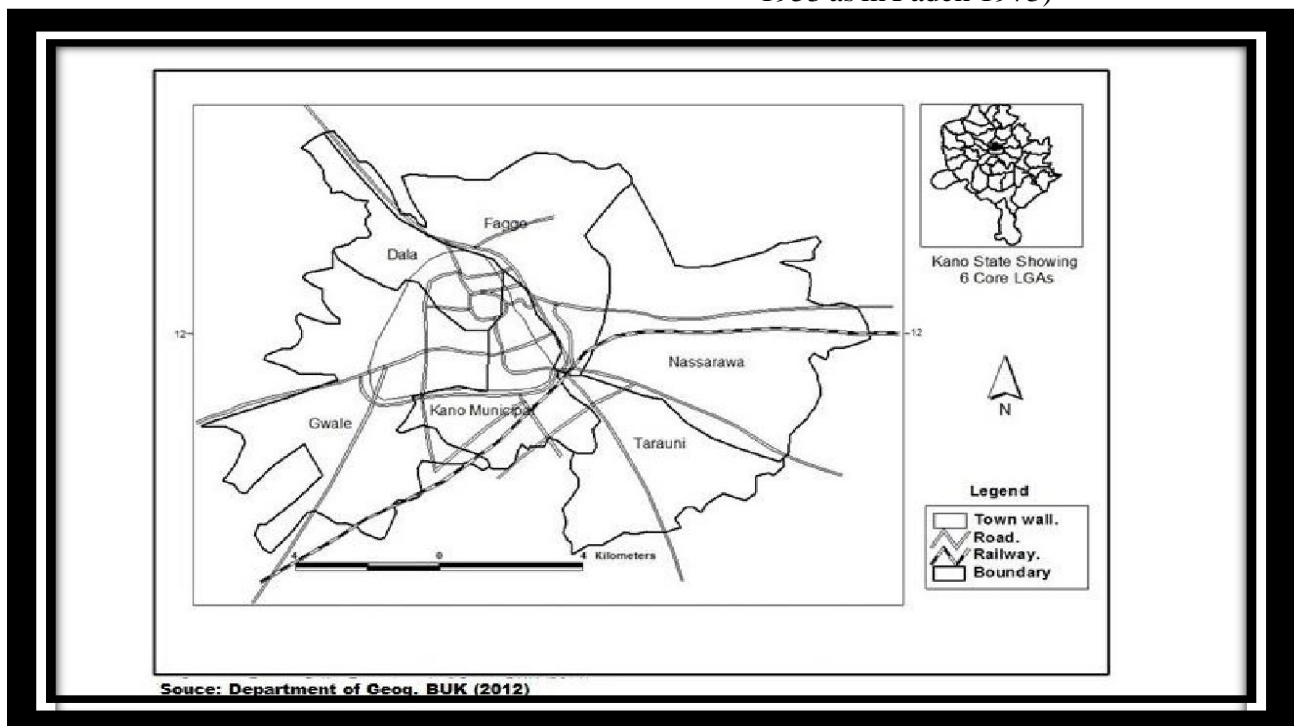 Fagge
Dala
Kano State Showing
6 Core LGAs
12
12
Nassarawa
N
Kano Municipal
Gwale
Tarauni
Legend
Town wall.
Road.
Railway.
Boundary
4 0 4 Kilometers
Souce: Department of Geog. BUK (2012)